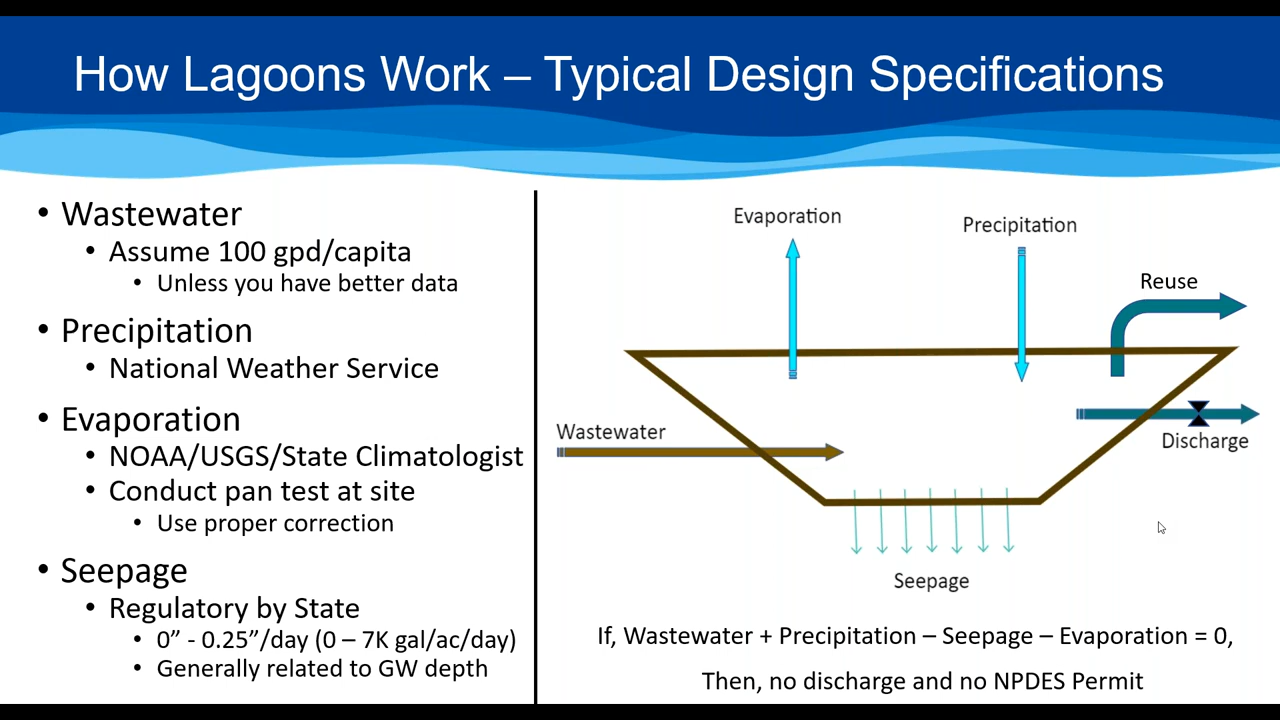 How Lagoons Work – Typical Design Specifications
• Wastewater
• Assume 100 gpd/capita
• Unless you have better data
• Precipitation
• National Weather Service
• Evaporation
• NOAA/USGS/State Climatologist
• Conduct pan test at site
• Use proper correction
• Seepage
• Regulatory by State
• 0” - 0.25”/day (0 – 7K gal/ac/day)
• Generally related to GW depth
Evaporation
Precipitation
Reuse
Wastewater
Discharge
Seepage
If, Wastewater + Precipitation – Seepage – Evaporation = 0,
Then, no discharge and no NPDES Permit